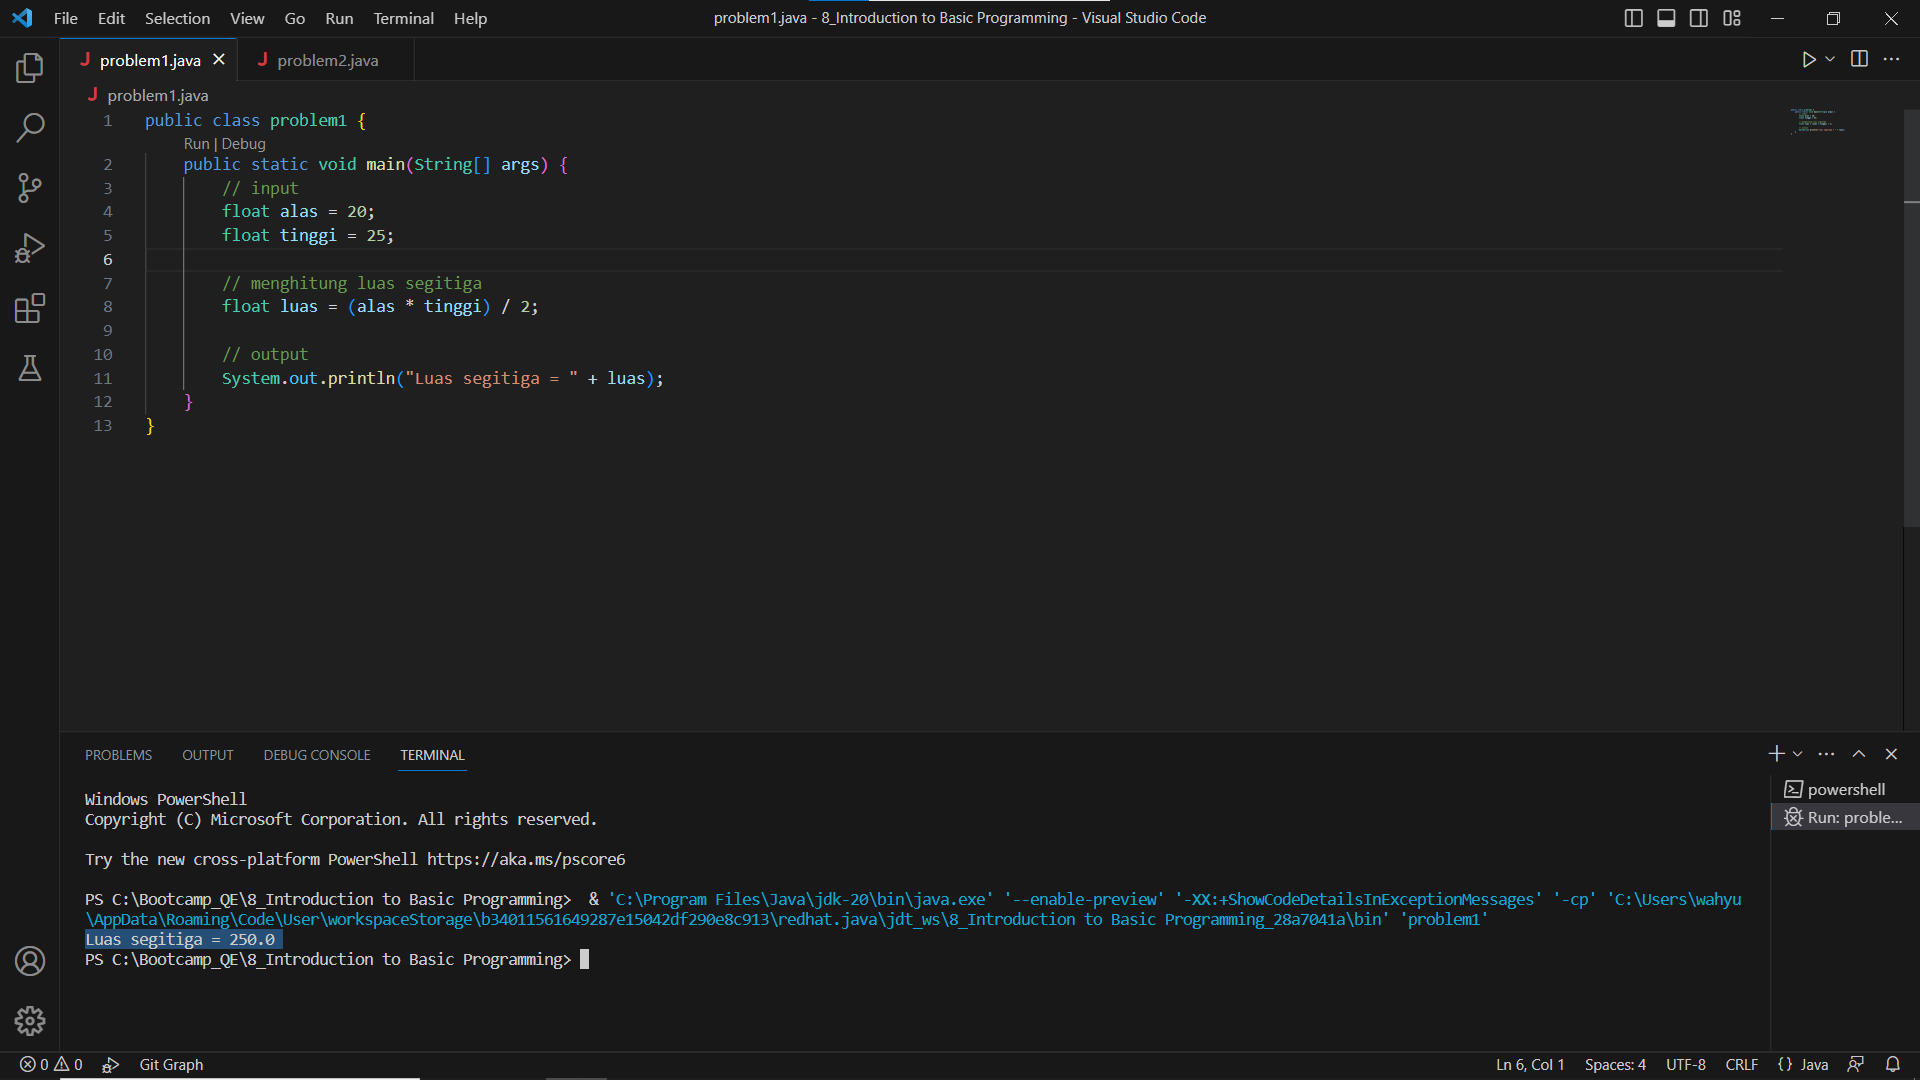 File Edit Selection View Go Run Terminal Help
problem1.java - 8_Introduction to Basic Programming - Visual Studio Code
problem1.java
problem2.java
problem1.java
1 public class problem1 {
Run | Debug
2 public static void main(String[] args) {
3 // input
4 float alas = 20;
5 float tinggi = 25;
6
7 // menghitung luas segitiga
8 float luas = (alas * tinggi) / 2;
9
10 // output
11 System.out.println("Luas segitiga = " + luas);
12 }
13 }
PROBLEMS OUTPUT DEBUG CONSOLE TERMINAL
Windows PowerShell
Copyright (C) Microsoft Corporation. All rights reserved.
Try the new cross-platform PowerShell https://aka.ms/pscore6
PS C:\Bootcamp_QE\8_Introduction to Basic Programming>  & 'C:\Program Files\Java\jdk-20\bin\java.exe' '--enable-preview' '-XX:+ShowCodeDetailsInExceptionMessages' '-cp' 'C:\Users\wahyu
\AppData\Roaming\Code\User\workspaceStorage\b34011561649287e15042df290e8c913\redhat.java\jdt_ws\8_Introduction to Basic Programming_28a7041a\bin' 'problem1'
Luas segitiga = 250.0
PS C:\Bootcamp_QE\8_Introduction to Basic Programming>
powershell
Run: proble...
0 0 Git Graph
Ln 6, Col 1 Spaces: 4 UTF-8 CRLF {} Java